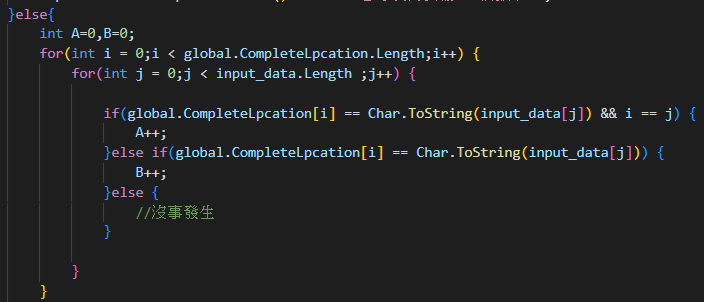 }else{
int A=0,B=0;
for(int i = 0;i < global.CompleteLpcation.Length;i++) {
for(int j = 0;j < input_data.Length ;j++) {
if(global.CompleteLpcation[i] == Char.ToString(input_data[j]) && i == j) {
A++;
}else if(global.CompleteLpcation[i] == Char.ToString(input_data[j])) {
B++;
}else {
//沒事發生
}
}
}